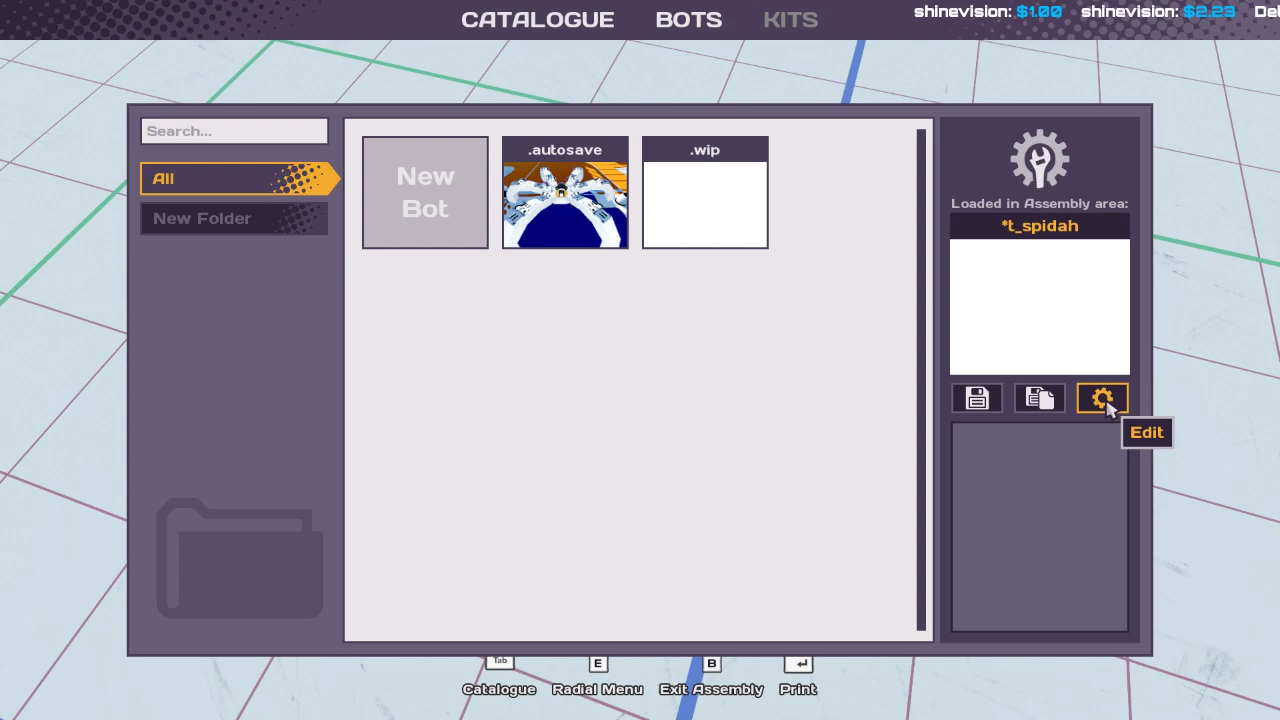 CATALOGUE BOTS KITS
shinevision: $1.00 shinevision: $2.23
Search...
All
New Folder
New
Bot
.autosave
.wip
Loaded in Assembly area:
*t_spidah
Edit
Tab E B
Catalogue Radial Menu Exit Assembly Print